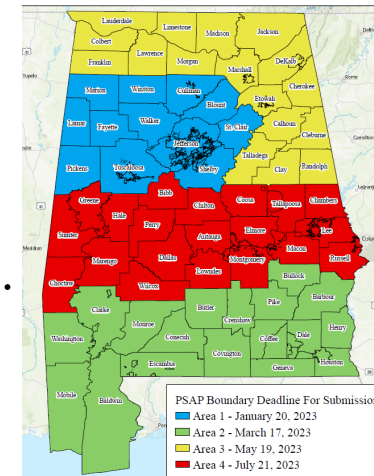 Lauderdale
Limestone
Madison
Jackson
Colbert
Lawrence
Franklin
Morgan
Marshall
DeKalb
Cherokee
Etowah
Marion
Winston
Cullman
Blount
Calhoun
Cleburne
Lamar
Fayette
Walker
Jefferson
St. Clair
Talladega
Clay
Randolph
Pickens
Tuscaloosa
Shelby
Bibb
Chilton
Coosa
Tallapoosa
Chambers
Greene
Hale
Perry
Autauga
Elmore
Lee
Sumter
Marengo
Dallas
Lowndes
Montgomery
Macon
Russell
Choctaw
Wilcox
Bullock
Clarke
Butler
Pike
Barbour
Washington
Monroe
Conecuh
Crenshaw
Coffee
Dale
Henry
Escambia
Covington
Geneva
Houston
Mobile
Baldwin
Tupelo
Meridian
Rome
PSAP Boundary Deadline For Submission
Area 1 - January 20, 2023
Area 2 - March 17, 2023
Area 3 - May 19, 2023
Area 4 - July 21, 2023